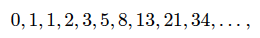 0, 1, 1, 2, 3, 5, 8, 13, 21, 34, . . . ,